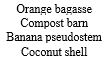 Orange bagasse
Compost barn
Banana pseudostem
Coconut shell